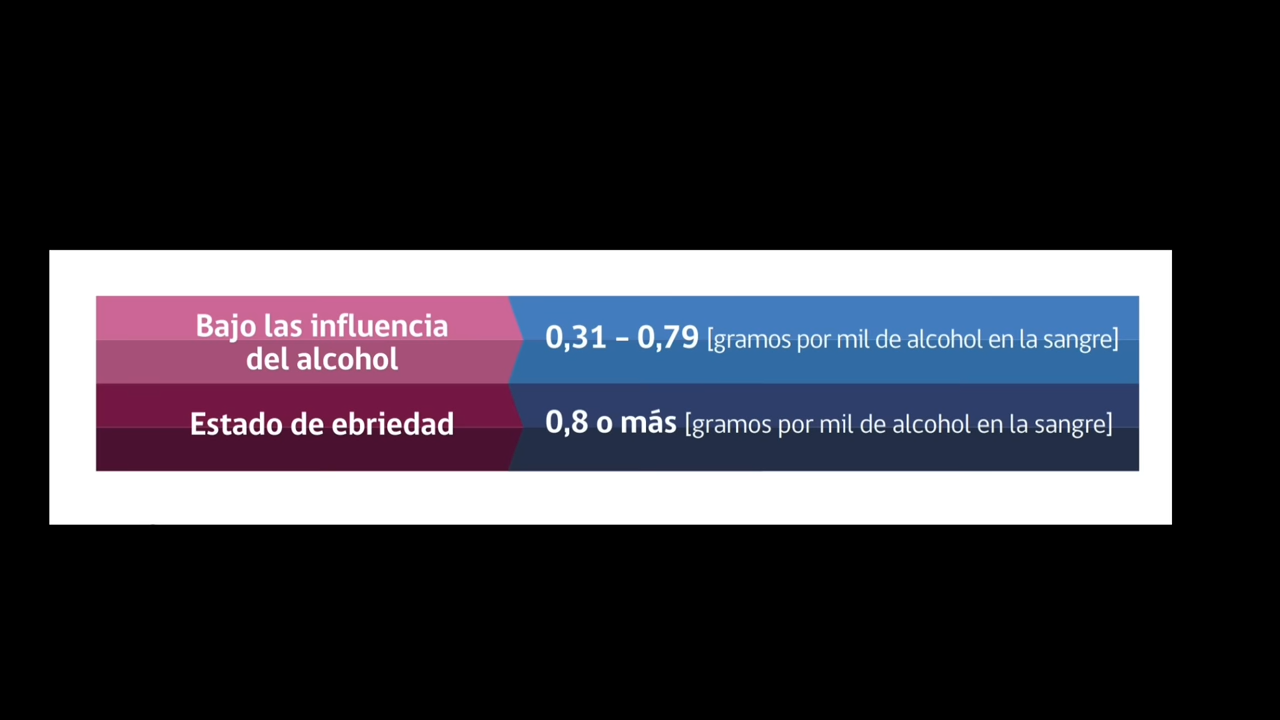 Bajo las influencia
del alcohol
0,31 – 0,79 [gramos por mil de alcohol en la sangre]
Estado de ebriedad
0,8 o más [gramos por mil de alcohol en la sangre]